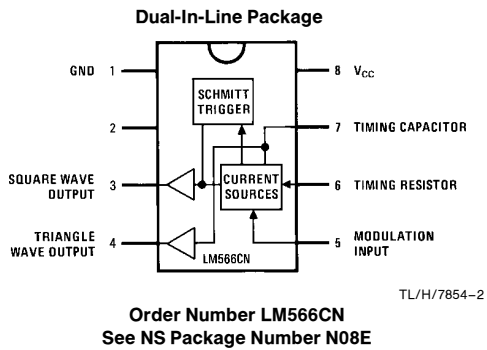 Dual-In-Line Package
GND 1
8 VCC
SCHMITT
TRIGGER
2
7 TIMING CAPACITOR
SQUARE WAVE
OUTPUT
3
CURRENT
SOURCES
6 TIMING RESISTOR
TRIANGLE
WAVE OUTPUT
4
5 MODULATION
INPUT
LM566CN
TL/H/7854–2
Order Number LM566CN
See NS Package Number N08E